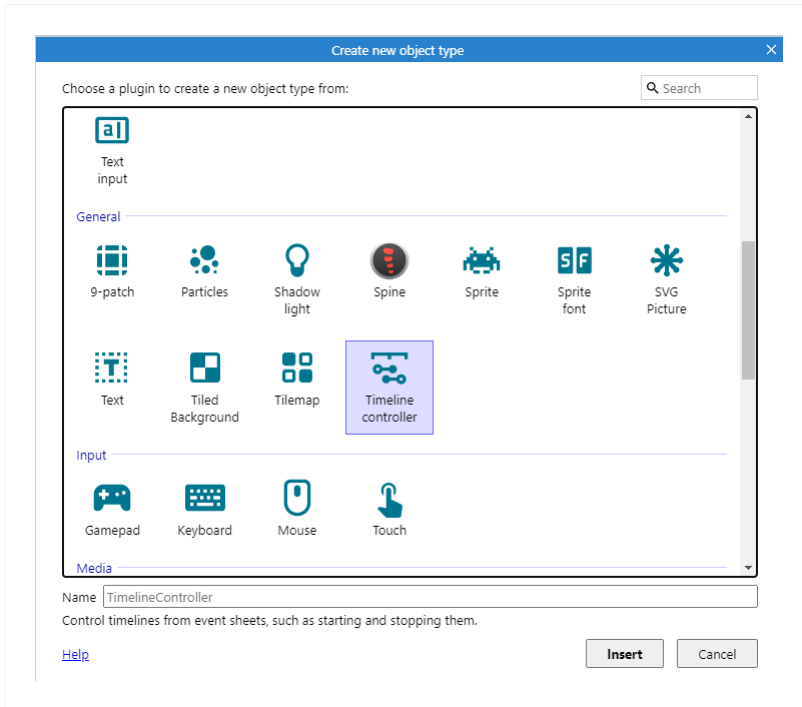 Create new object type
Choose a plugin to create a new object type from:
Search
a
Text
input
General
9-patch
Particles
Shadow
light
Spine
Sprite
S F
Sprite
font
SVG
Picture
T
Text
Tiled
Background
Tilemap
Timeline
controller
Input
Gamepad
Keyboard
Mouse
Touch
Media
Name TimelineController
Control timelines from event sheets, such as starting and stopping them.
Help
Insert
Cancel